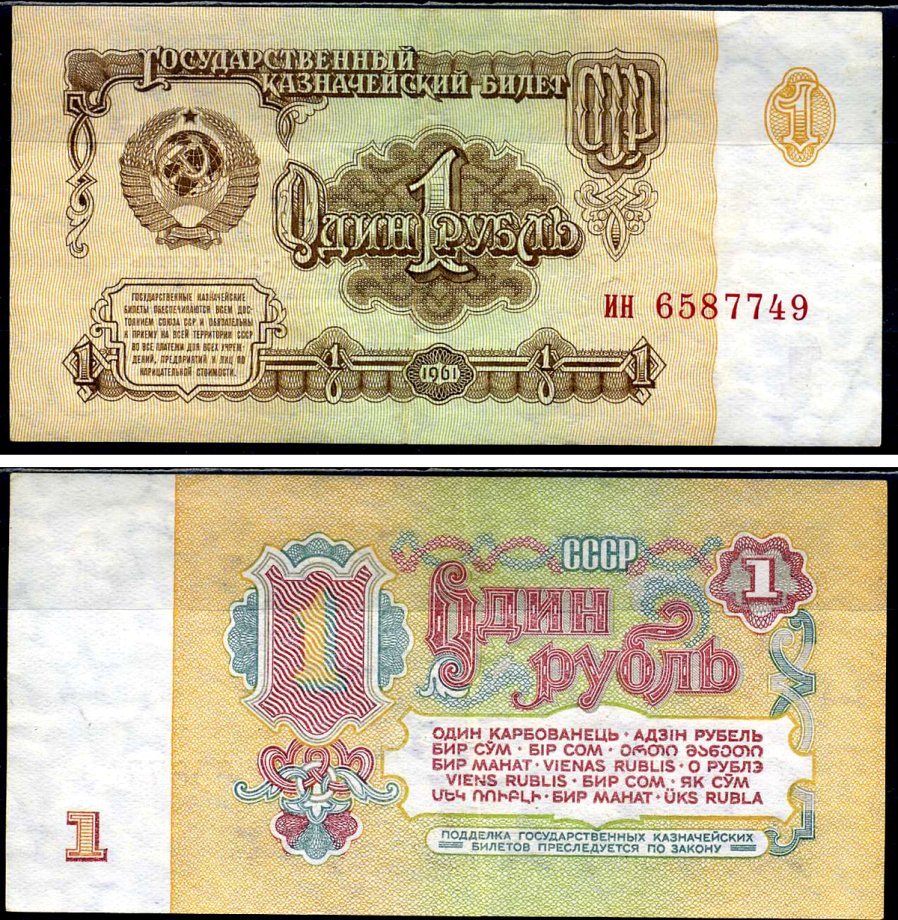 ГОСУДАРСТВЕННЫЙ
КАЗНАЧЕЙСКИЙ БИЛЕТ
СССР
1
1
ОДИН РУБЛЬ
ГОСУДАРСТВЕННЫЕ КАЗНАЧЕЙСКИЕ
БИЛЕТЫ ОБЕСПЕЧИВАЮТСЯ ВСЕМ ДОС-
ТОЯНИЕМ СОЮЗА ССР И ОБЯЗАТЕЛЬНЫ
К ПРИЕМУ НА ВСЕЙ ТЕРРИТОРИИ СССР
ВО ВСЕ ПЛАТЕЖИ ДЛЯ ВСЕХ УЧРЕЖ-
ДЕНИЙ, ПРЕДПРИЯТИЙ И ЛИЦ ПО
НАРИЦАТЕЛЬНОЙ СТОИМОСТИ.
ИН 6587749
1 1 1961 1 1
СССР
1
1
ОДИН
РУБЛЬ
ОДИН КАРБОВАНЕЦЬ · АДЗІН РУБЕЛЬ
БИР СЎМ · БІР СОМ · ᲔᲠᲗᲘ ᲛᲐᲜᲔᲗᲘ
БИР МАНАТ · VIENAS RUBLIS · О РУБЛЭ
VIENS RUBLIS · БИР СОМ · ЯК СӮМ
ՄԵԿ ՌՈՒԲԼԻ · БИР МАНАТ · ÜKS RUBLA
1
ПОДДЕЛКА ГОСУДАРСТВЕННЫХ КАЗНАЧЕЙСКИХ
БИЛЕТОВ ПРЕСЛЕДУЕТСЯ ПО ЗАКОНУ